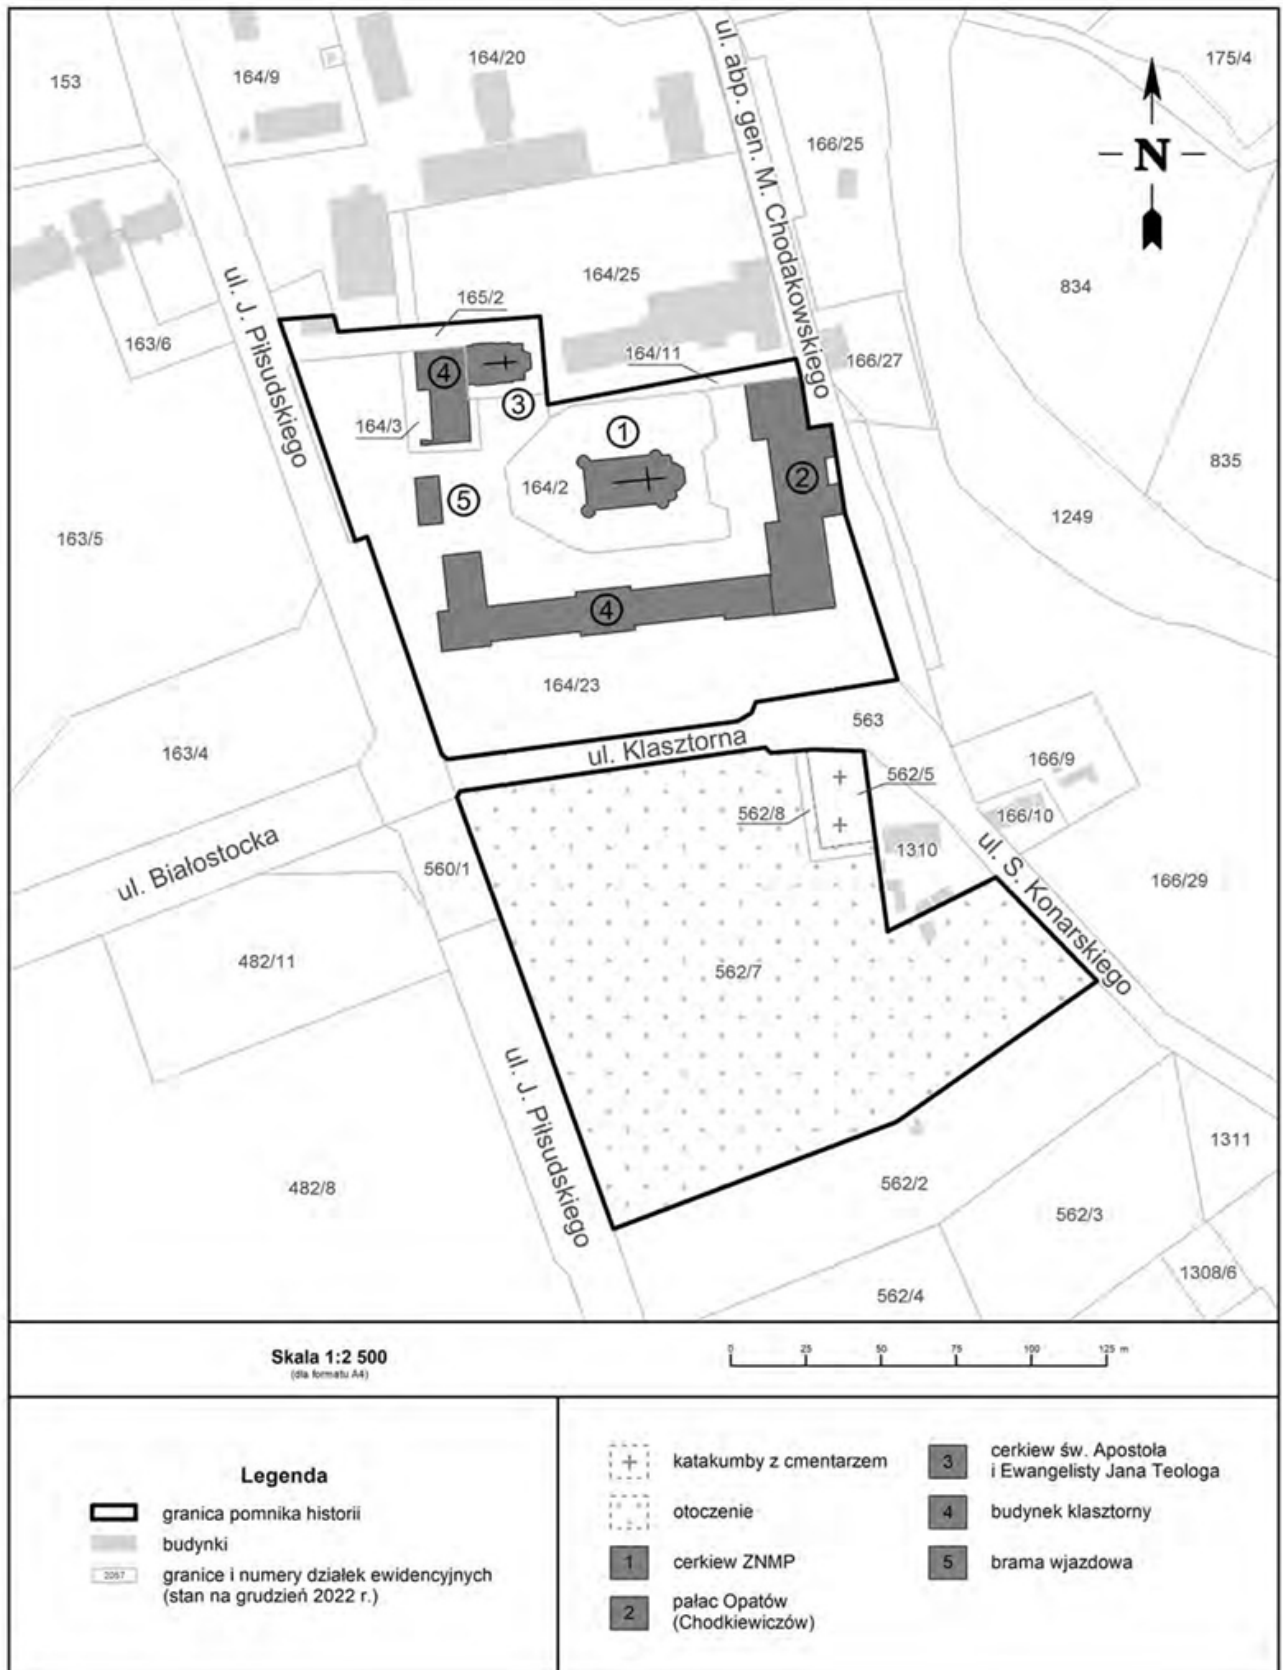 153
164/9
164/20
ul. abp. gen. M. Chodakowskiego
175/4
166/25
N
ul. J. Piłsudskiego
164/25
834
165/2
163/6
164/11
166/27
4
3
164/3
1
835
2
164/2
5
1249
163/5
4
164/23
563
163/4
ul. Klasztorna
166/9
562/5
562/8
166/10
ul. Białostocka
1310
560/1
ul. S. Konarskiego
166/29
482/11
562/7
ul. J. Piłsudskiego
1311
482/8
562/2
562/3
1308/6
562/4
Skala 1:2 500
(dla formatu A4)
0 25 50 75 100 125 m
Legenda
granica pomnika historii
budynki
2057 granice i numery działek ewidencyjnych
(stan na grudzień 2022 r.)
katakumby z cmentarzem
otoczenie
1 cerkiew ZNMP
2 pałac Opatów
(Chodkiewiczów)
3 cerkiew św. Apostoła
i Ewangelisty Jana Teologa
4 budynek klasztorny
5 brama wjazdowa